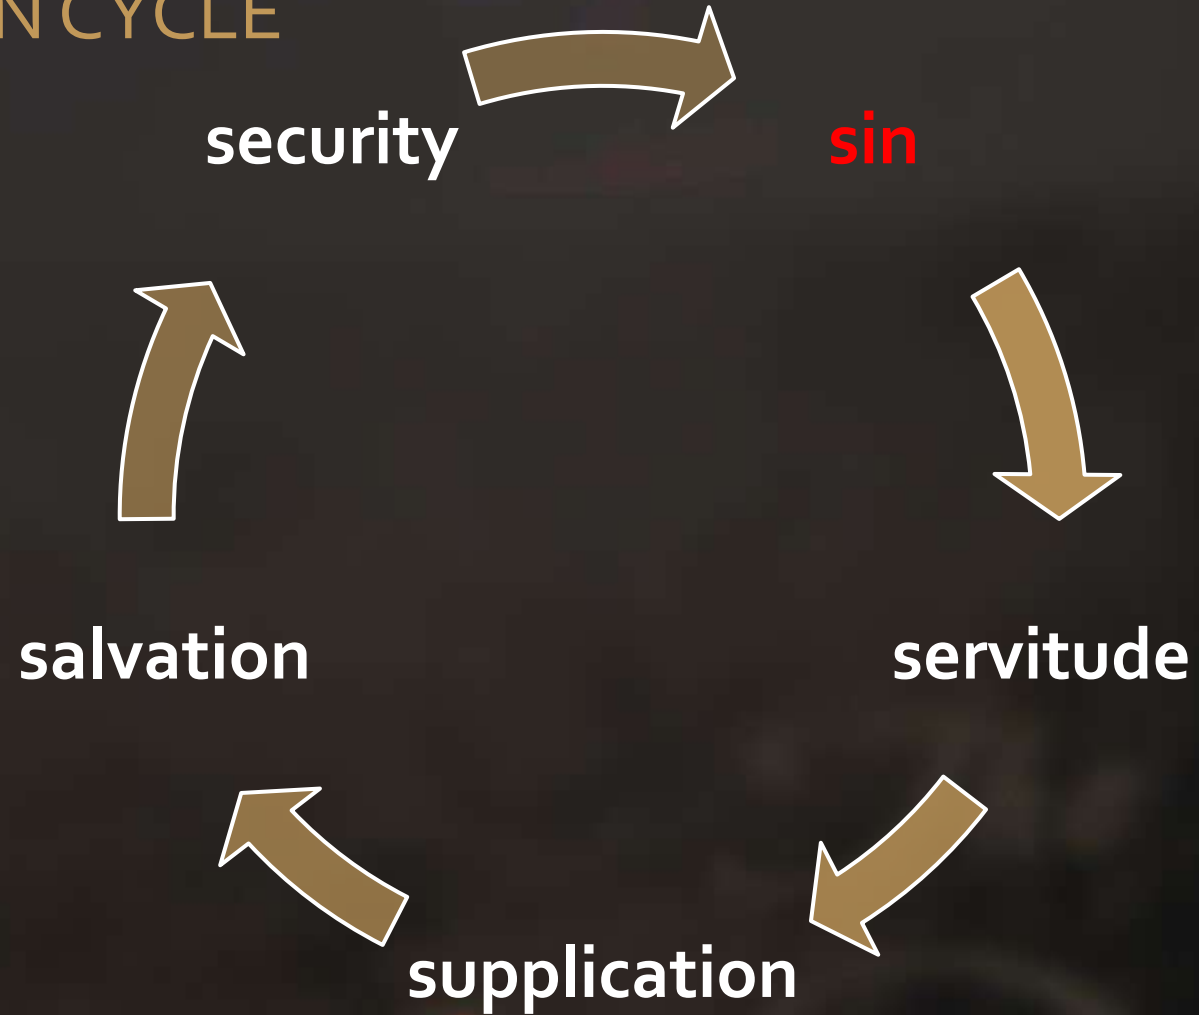 N CYCLE
security
sin
servitude
supplication
salvation